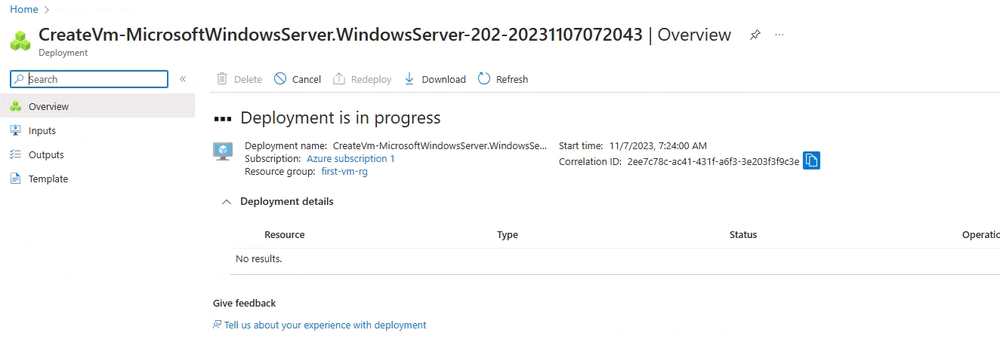 Home >
CreateVm-MicrosoftWindowsServer.WindowsServer-202-20231107072043 | Overview ...
Deployment
Search «
Delete Cancel Redeploy Download Refresh
Overview
Inputs
Outputs
Template
Deployment is in progress
Deployment name: CreateVm-MicrosoftWindowsServer.WindowsSe...
Subscription: Azure subscription 1
Resource group: first-vm-rg
Start time: 11/7/2023, 7:24:00 AM
Correlation ID: 2ee7c78c-ac41-431f-a6f3-3e203f3f9c3e
Deployment details
Resource Type Status Operatio
No results.
Give feedback
Tell us about your experience with deployment